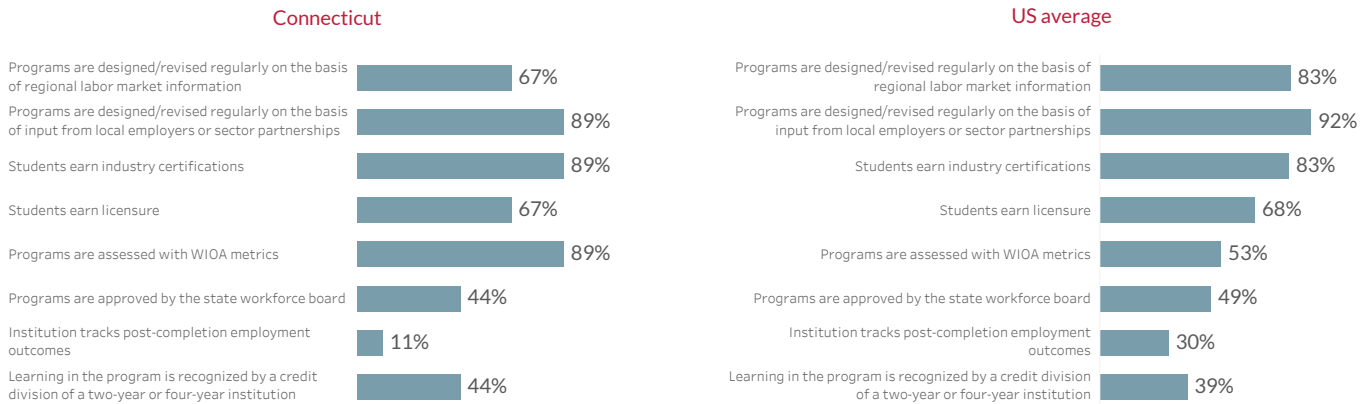 Connecticut
Programs are designed/revised regularly on the basis
of regional labor market information
67%
Programs are designed/revised regularly on the basis
of input from local employers or sector partnerships
89%
Students earn industry certifications
89%
Students earn licensure
67%
Programs are assessed with WIOA metrics
89%
Programs are approved by the state workforce board
44%
Institution tracks post-completion employment
outcomes
11%
Learning in the program is recognized by a credit
division of a two-year or four-year institution
44%
US average
Programs are designed/revised regularly on the basis of
regional labor market information
83%
Programs are designed/revised regularly on the basis of
input from local employers or sector partnerships
92%
Students earn industry certifications
83%
Students earn licensure
68%
Programs are assessed with WIOA metrics
53%
Programs are approved by the state workforce board
49%
Institution tracks post-completion employment
outcomes
30%
Learning in the program is recognized by a credit division
of a two-year or four-year institution
39%